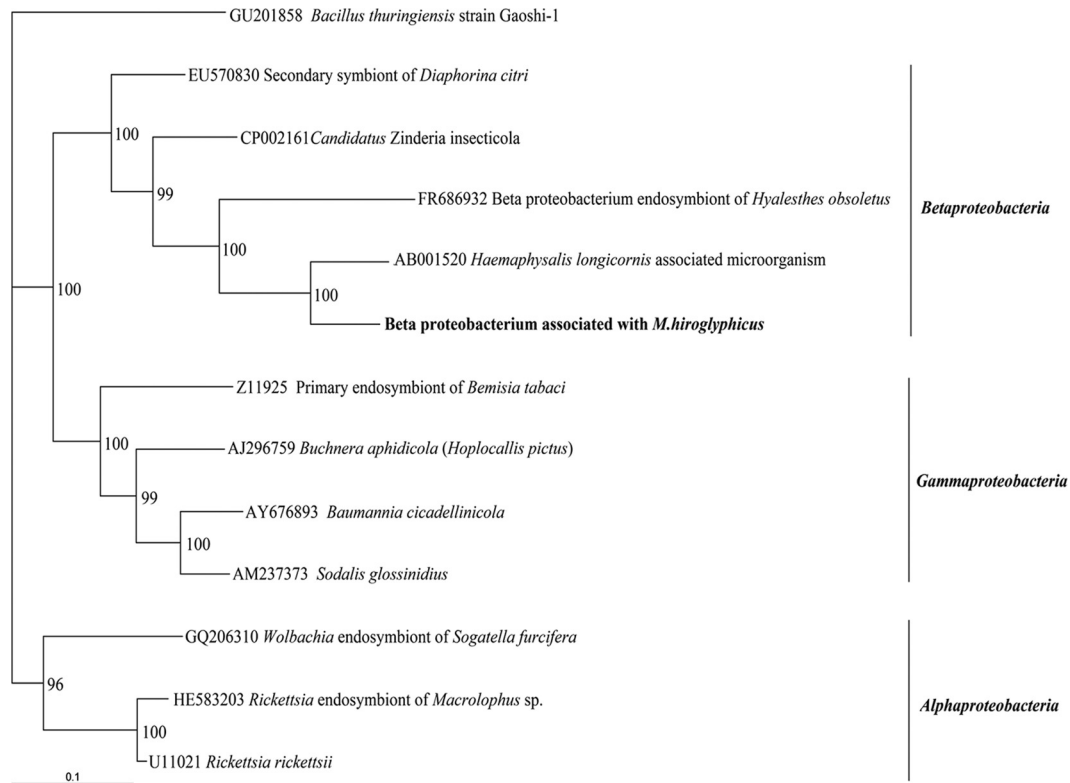 GU201858 Bacillus thuringiensis strain Gaoshi-1
EU570830 Secondary symbiont of Diaphorina citri
100
CP002161Candidatus Zinderia insecticola
99
FR686932 Beta proteobacterium endosymbiont of Hyalesthes obsoletus
Betaproteobacteria
100
AB001520 Haemaphysalis longicornis associated microorganism
100
100
Beta proteobacterium associated with M.hiroglyphicus
Z11925 Primary endosymbiont of Bemisia tabaci
100
AJ296759 Buchnera aphidicola (Hoplocallis pictus)
Gammaproteobacteria
99
AY676893 Baumannia cicadellinicola
100
AM237373 Sodalis glossinidius
GQ206310 Wolbachia endosymbiont of Sogatella furcifera
96
HE583203 Rickettsia endosymbiont of Macrolophus sp.
Alphaproteobacteria
100
U11021 Rickettsia rickettsii
0.1